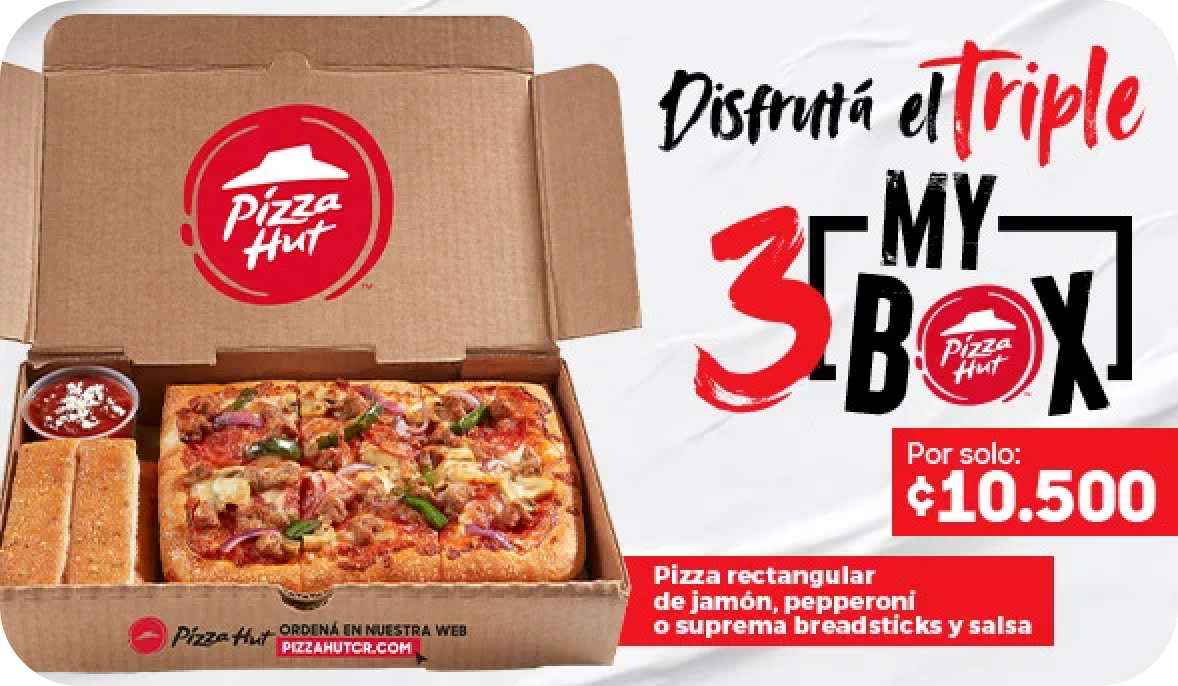 Disfrutá el Triple
3 MY
BOX
Pizza
Hut
Pizza
Hut
™
Por solo:
¢10.500
Pizza rectangular
de jamón, pepperoni
o suprema breadsticks y salsa
Pizza Hut ORDENÁ EN NUESTRA WEB
PIZZAHUTCR.COM